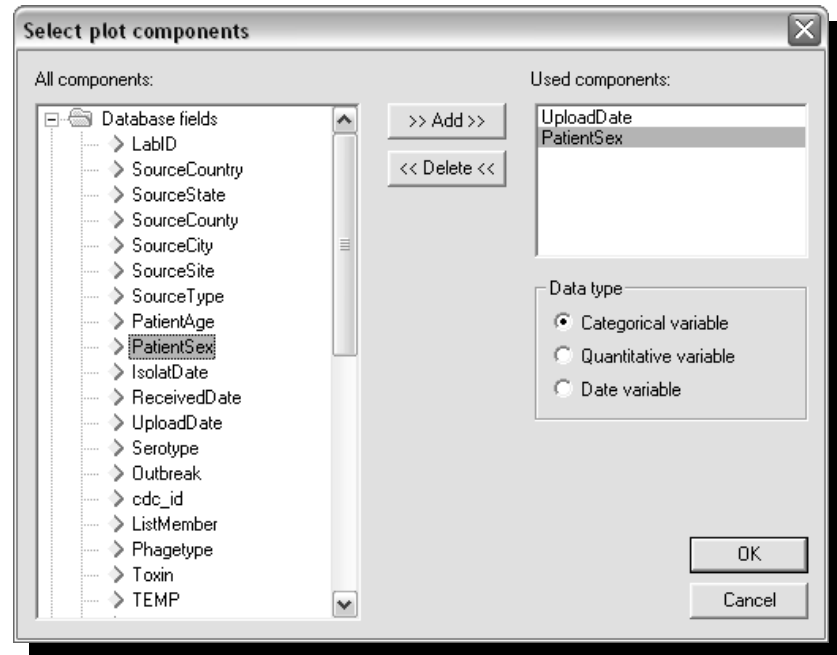 Select plot components
All components:
Database fields
LabID
SourceCountry
SourceState
SourceCounty
SourceCity
SourceSite
SourceType
PatientAge
PatientSex
IsolatDate
ReceivedDate
UploadDate
Serotype
Outbreak
cdc_id
ListMember
Phagetype
Toxin
TEMP
>> Add >>
<< Delete <<
Used components:
UploadDate
PatientSex
Data type
Categorical variable
Quantitative variable
Date variable
OK
Cancel